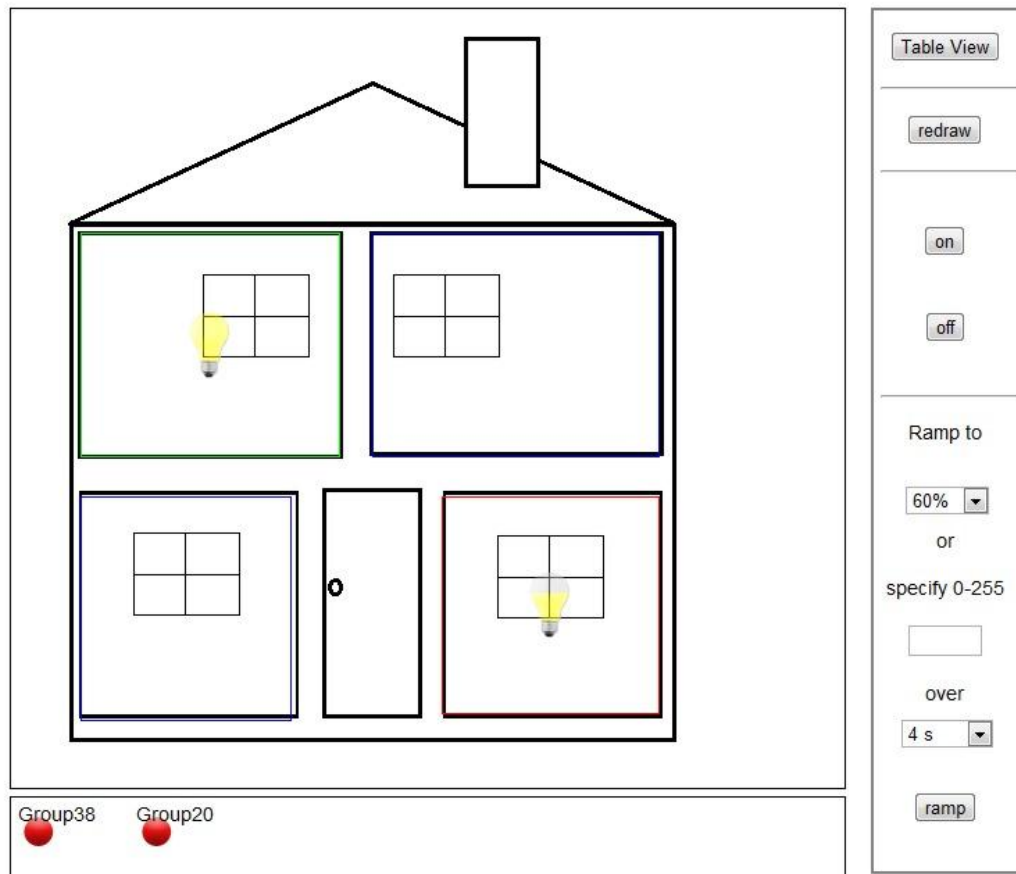 Table View
redraw
on
off
Ramp to
60%
or
specify 0-255
over
4 s
ramp
Group38 Group20